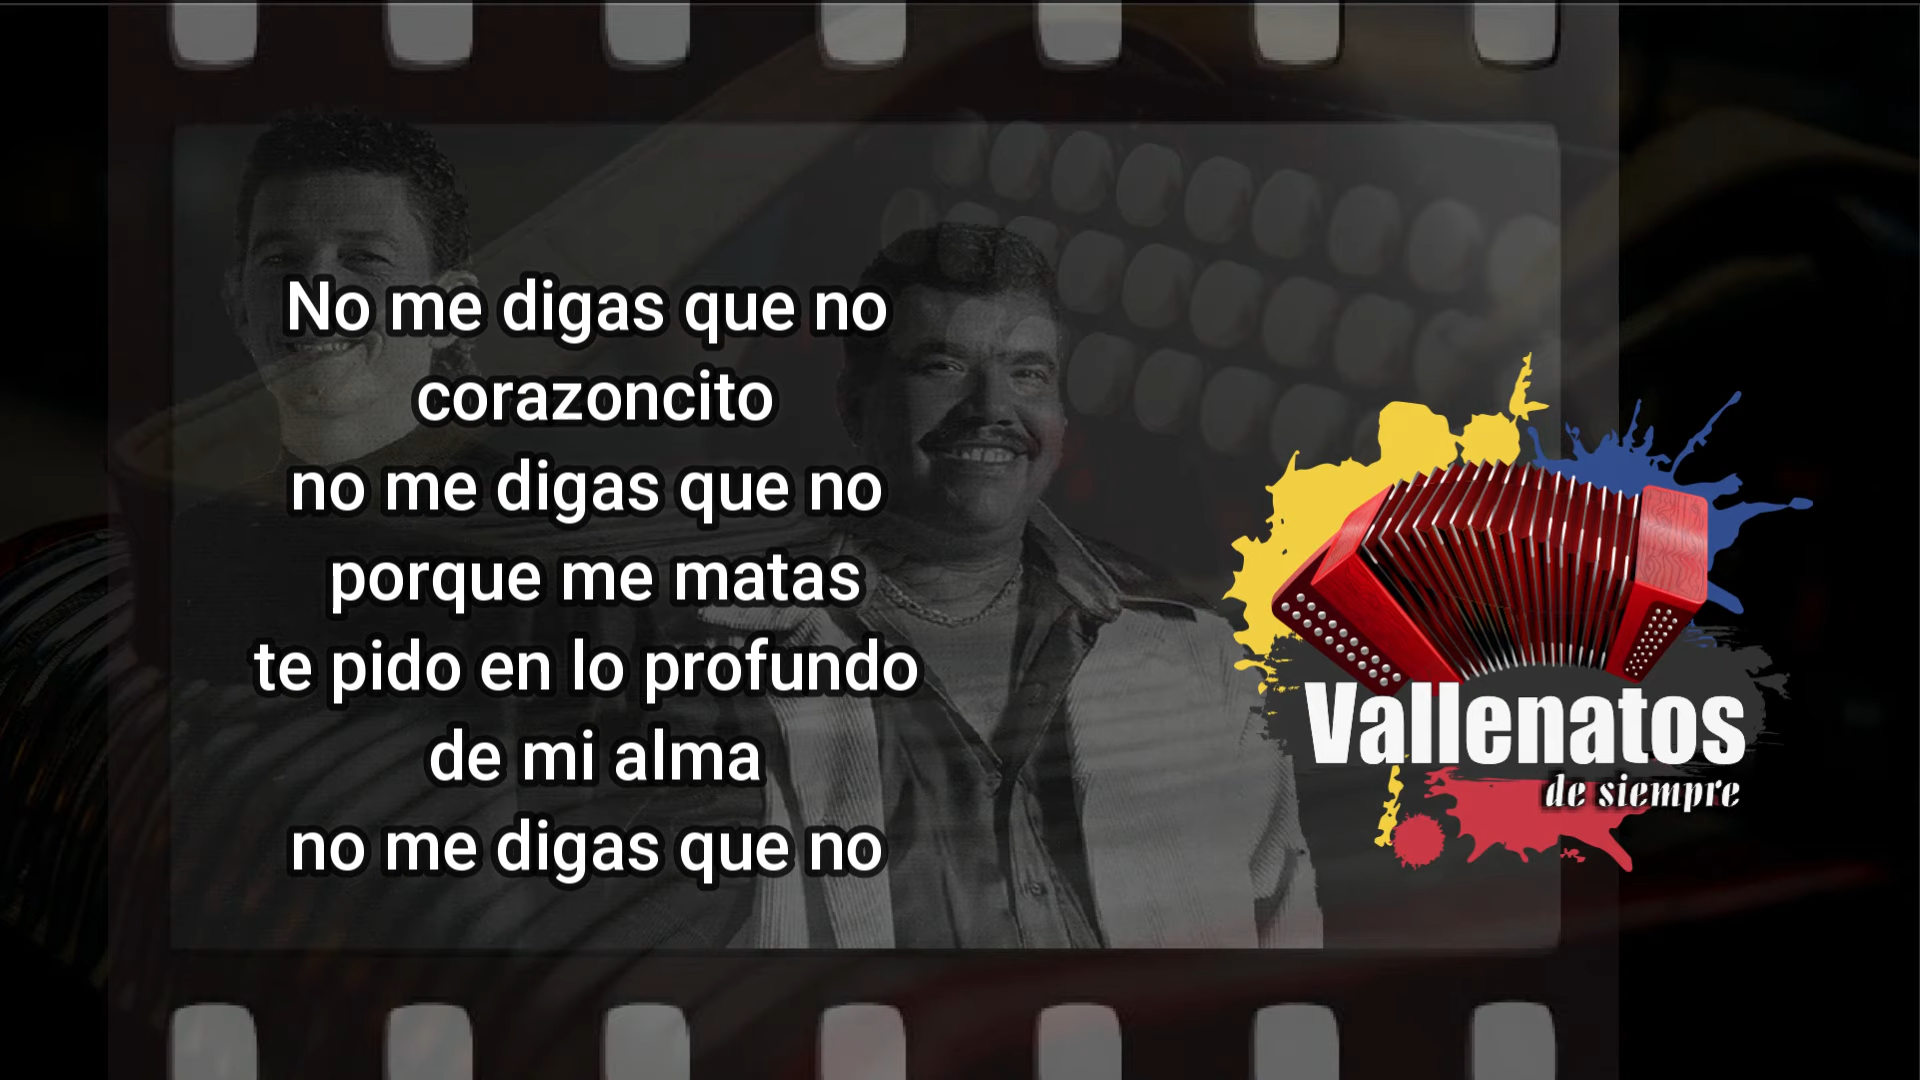 No me digas que no
corazoncito
no me digas que no
porque me matas
te pido en lo profundo
de mi alma
no me digas que no
Vallenatos
de siempre